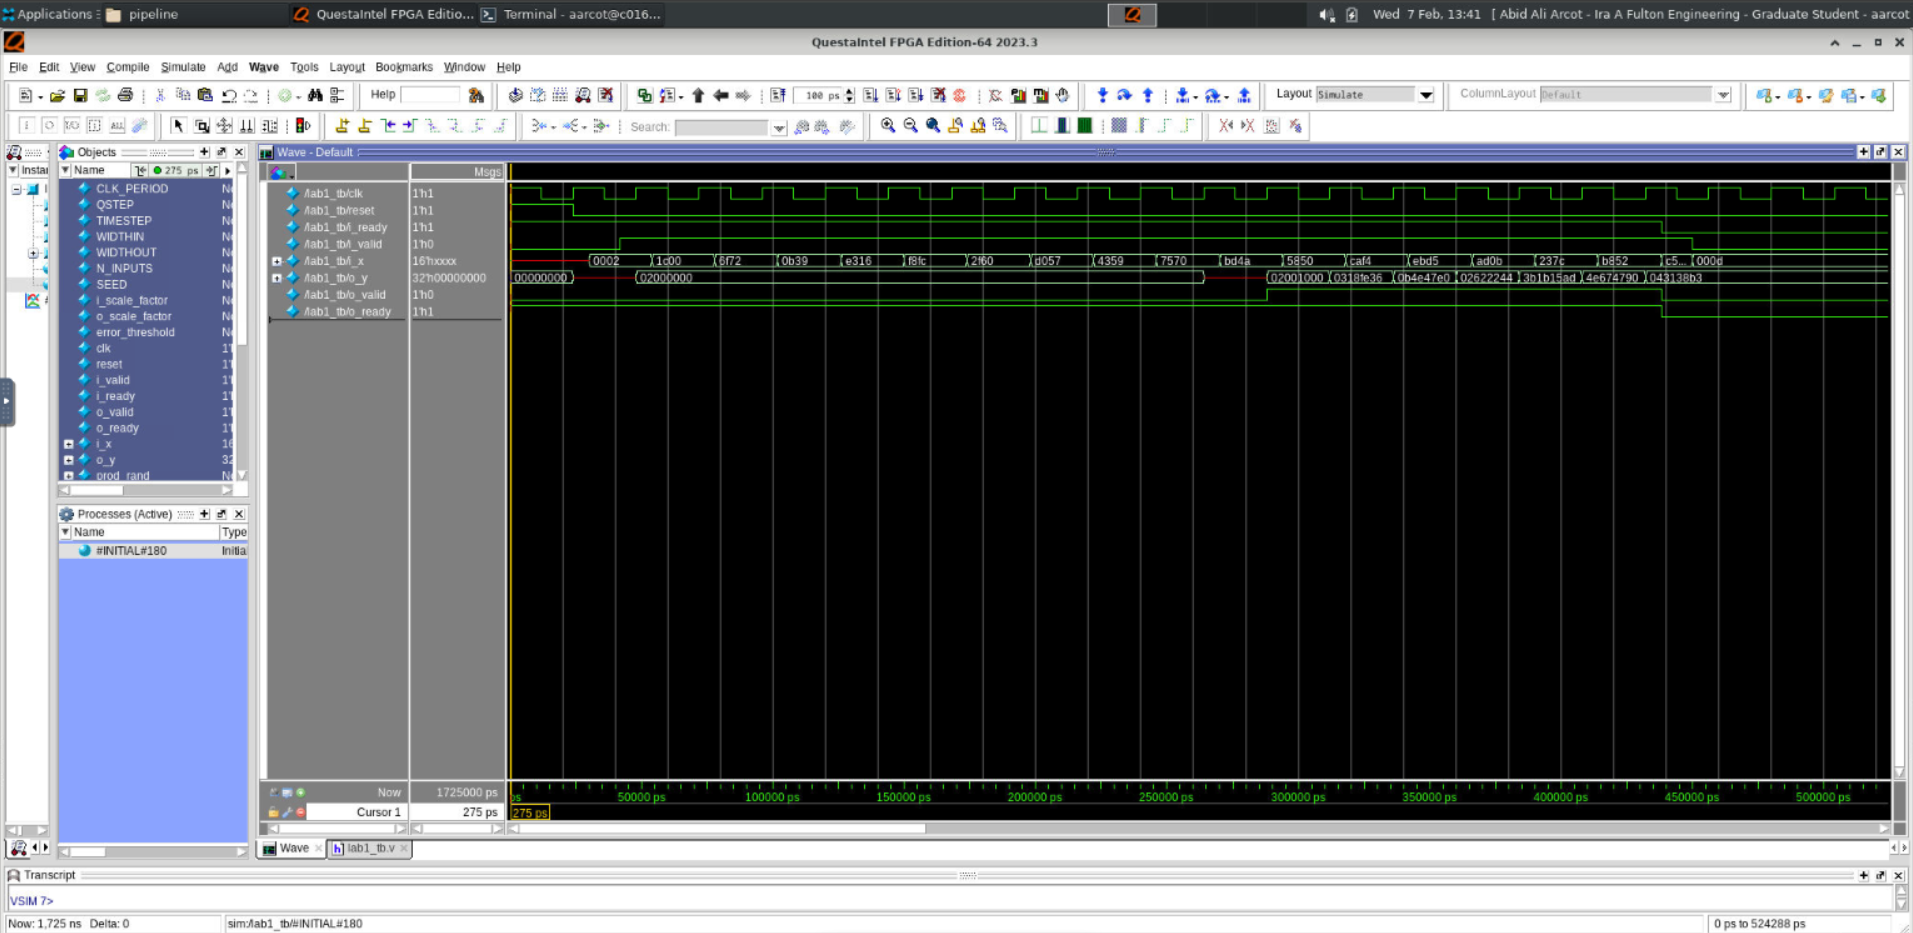 Applications pipeline QuestaIntel FPGA Editio... Terminal - aarcot@c016... Wed 7 Feb, 13:41 [ Abid Ali Arcot - Ira A Fulton Engineering - Graduate Student - aarcot
QuestaIntel FPGA Edition-64 2023.3
File Edit View Compile Simulate Add Wave Tools Layout Bookmarks Window Help
Help 100 ps Layout Simulate ColumnLayout Default
Search:
Instar
Objects
Name 275 ps
CLK_PERIOD
QSTEP
TIMESTEP
WIDTHIN
WIDTHOUT
N_INPUTS
SEED
i_scale_factor
o_scale_factor
error_threshold
clk
reset
i_valid
i_ready
o_valid
o_ready
i_x 16
o_y 32
prod_rand
Processes (Active)
Name Type
#INITIAL#180 Initia
Wave - Default
Msgs
/lab1_tb/clk 1'h1
/lab1_tb/reset 1'h1
/lab1_tb/i_ready 1'h1
/lab1_tb/i_valid 1'h0
/lab1_tb/i_x 16'hxxxx 0002 1c00 6f72 0b39 e316 f8fc 2f60 d057 4359 7570 bd4a 5850 caf4 ebd5 ad0b 237c b852 c5... 000d
/lab1_tb/o_y 32'h00000000 00000000 02000000 02001000 0318fe36 0b4e47e0 02622244 3b1b15ad 4e674790 043138b3
/lab1_tb/o_valid 1'h0
/lab1_tb/o_ready 1'h1
Now 1725000 ps ps 50000 ps 100000 ps 150000 ps 200000 ps 250000 ps 300000 ps 350000 ps 400000 ps 450000 ps 500000 ps
Cursor 1 275 ps 275 ps
Wave lab1_tb.v
Transcript
VSIM 7>
Now: 1,725 ns Delta: 0 sim:/lab1_tb/#INITIAL#180 0 ps to 524288 ps